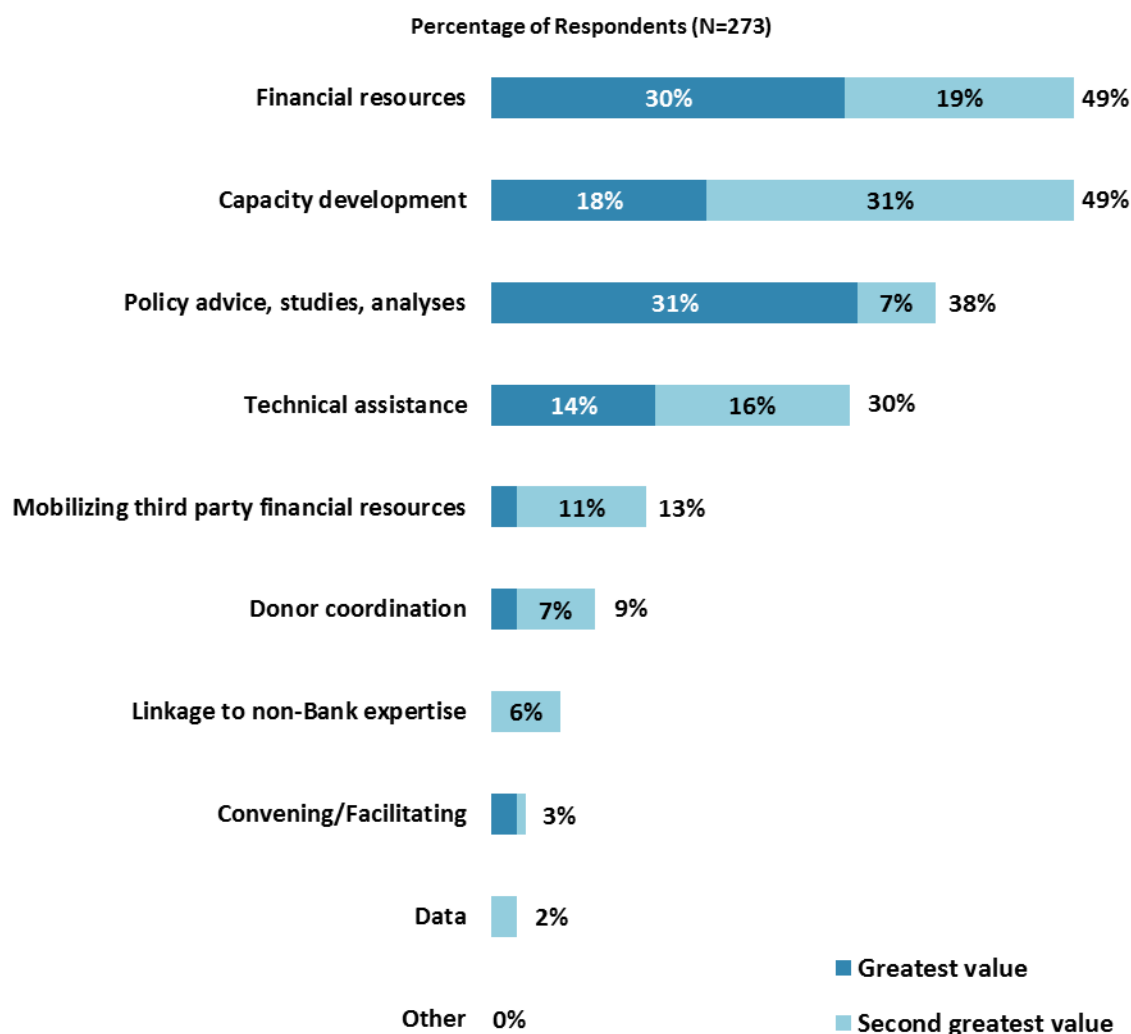 Percentage of Respondents (N=273)
Financial resources 30% 19% 49%
Capacity development 18% 31% 49%
Policy advice, studies, analyses 31% 7% 38%
Technical assistance 14% 16% 30%
Mobilizing third party financial resources 11% 13%
Donor coordination 7% 9%
Linkage to non-Bank expertise 6%
Convening/Facilitating 3%
Data 2%
Other 0%
Greatest value
Second greatest value